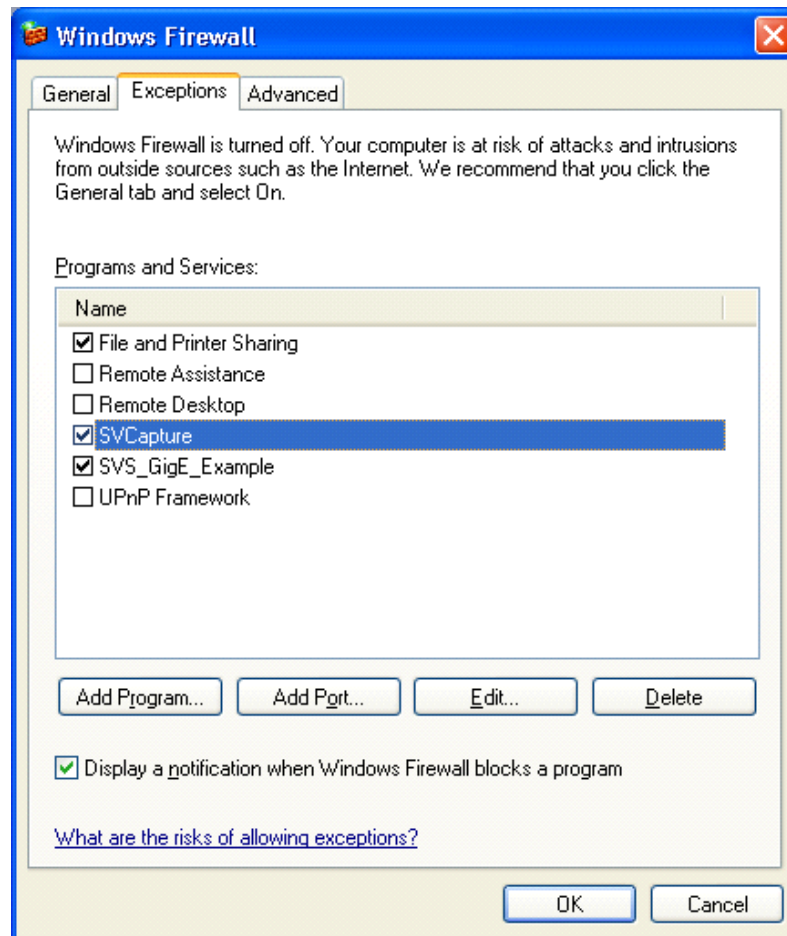 Windows Firewall
General
Exceptions
Advanced
Windows Firewall is turned off. Your computer is at risk of attacks and intrusions
from outside sources such as the Internet. We recommend that you click the
General tab and select On.
Programs and Services:
Name
File and Printer Sharing
Remote Assistance
Remote Desktop
SVCapture
SVS_GigE_Example
UPnP Framework
Add Program...
Add Port...
Edit...
Delete
Display a notification when Windows Firewall blocks a program
What are the risks of allowing exceptions?
OK
Cancel